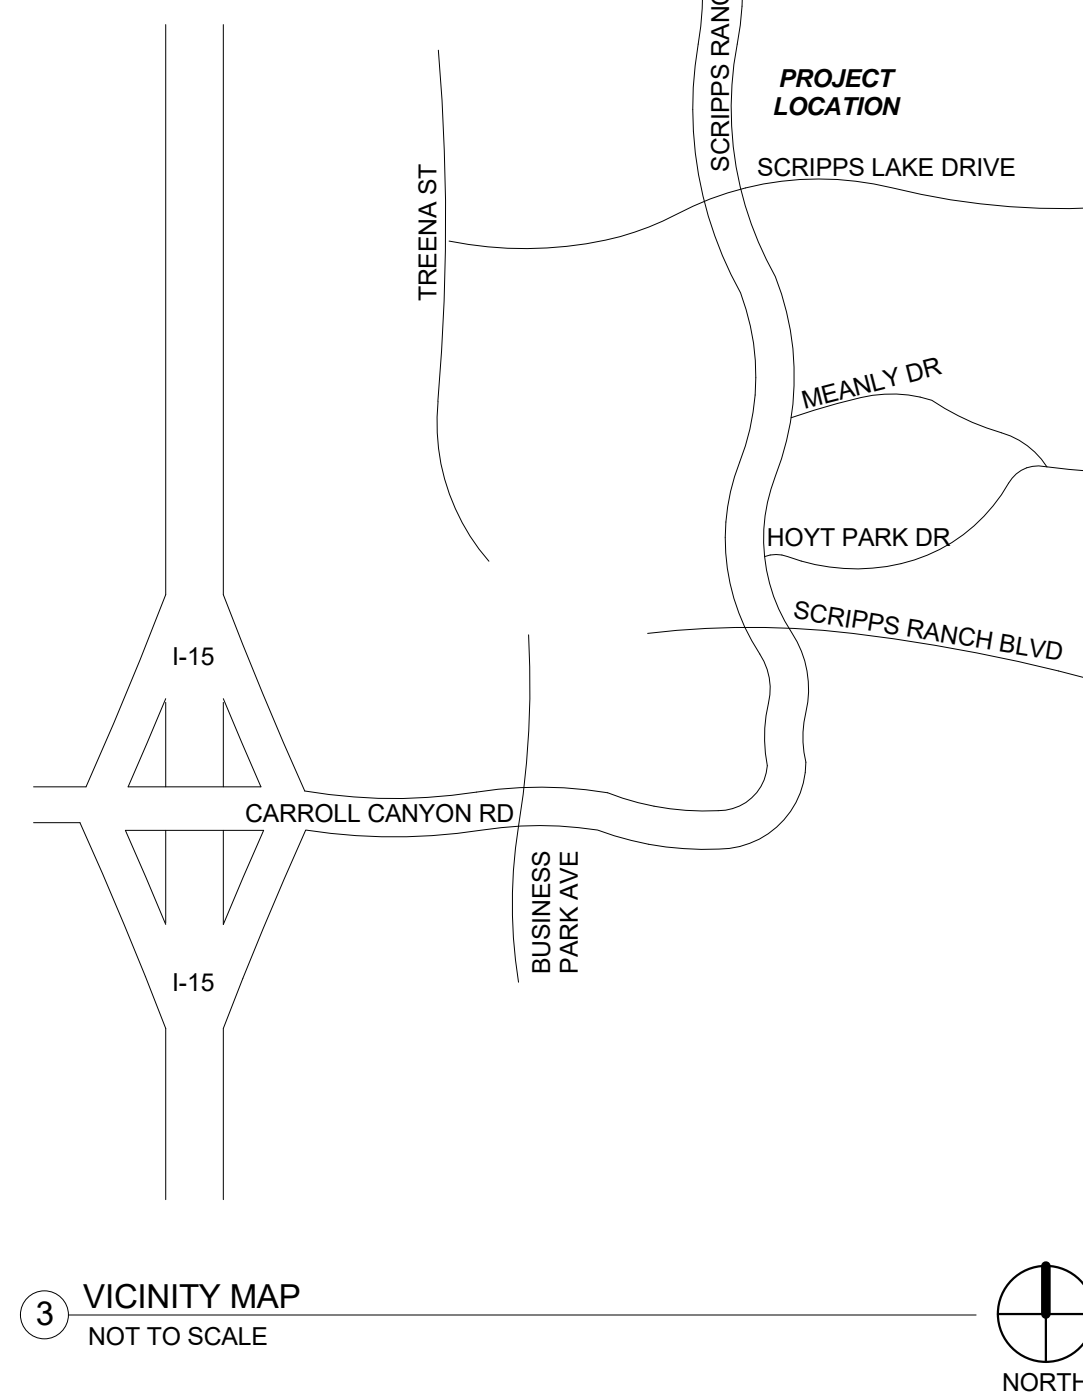 SCRIPPS
PROJECT
LOCATION
SCRIPPS LAKE DRIVE
TREENA ST
MEANLY DR
HOYT PARK DR
SCRIPPS RANCH BLVD
I-15
CARROLL CANYON RD
BUSINESS
PARK AVE
I-15
3
VICINITY MAP
NOT TO SCALE
NORTH